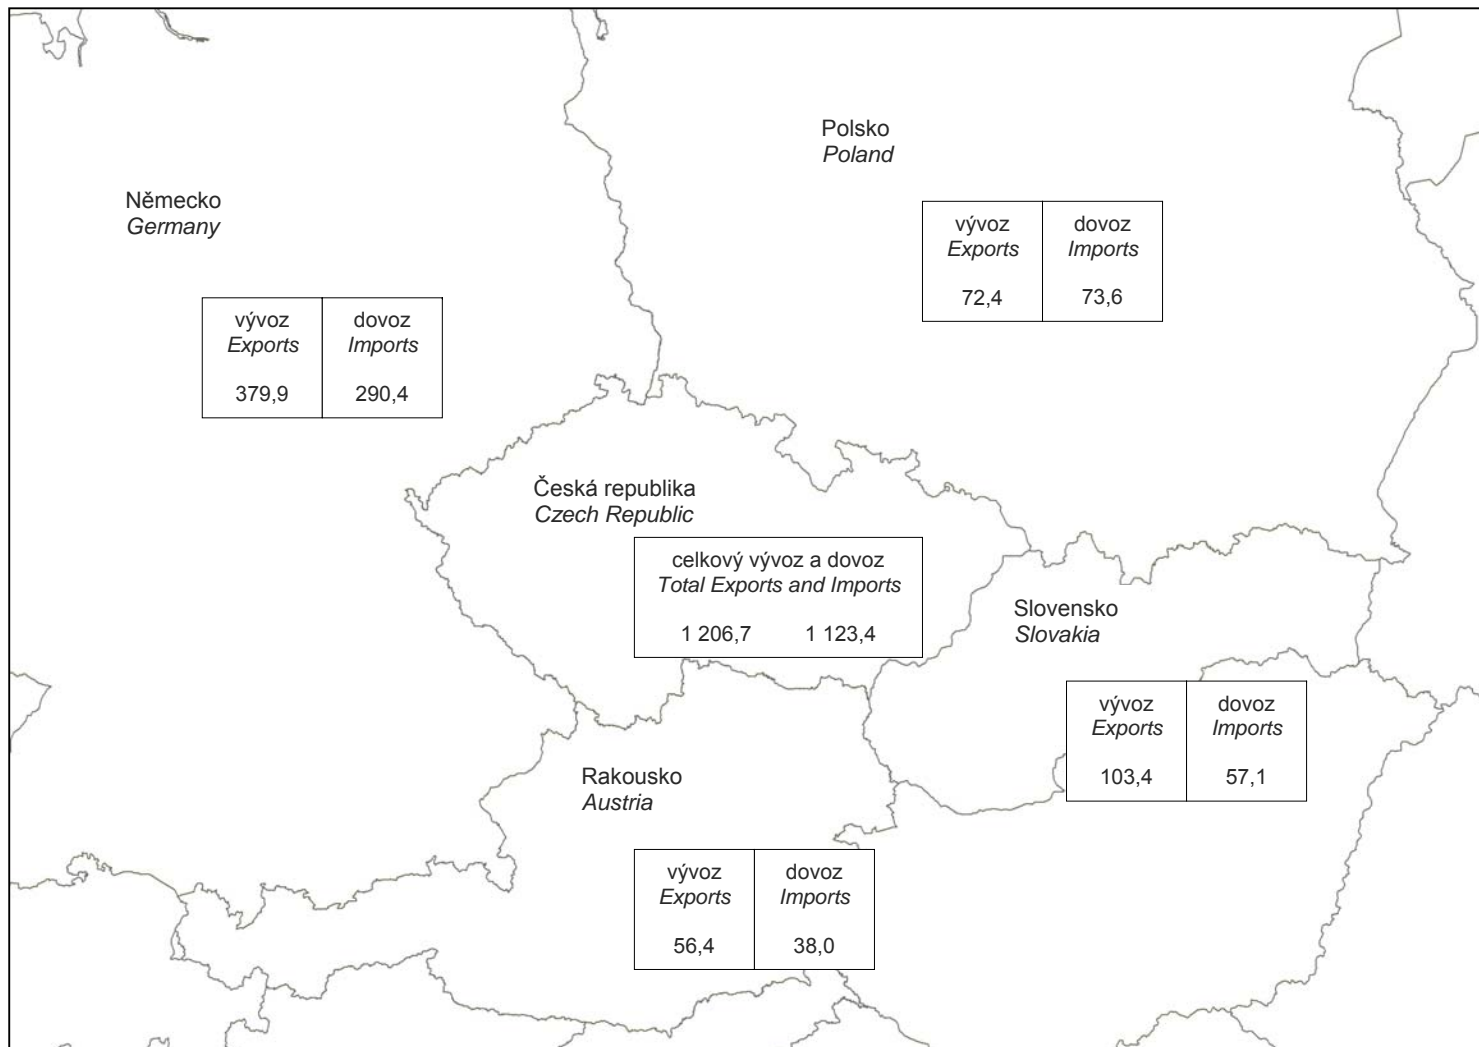 Polsko
Poland
Německo
Germany
vývoz dovoz
Exports Imports
72,4 73,6
vývoz dovoz
Exports Imports
379,9 290,4
Česká republika
Czech Republic
celkový vývoz a dovoz
Total Exports and Imports
1 206,7 1 123,4
Slovensko
Slovakia
vývoz dovoz
Exports Imports
103,4 57,1
Rakousko
Austria
vývoz dovoz
Exports Imports
56,4 38,0